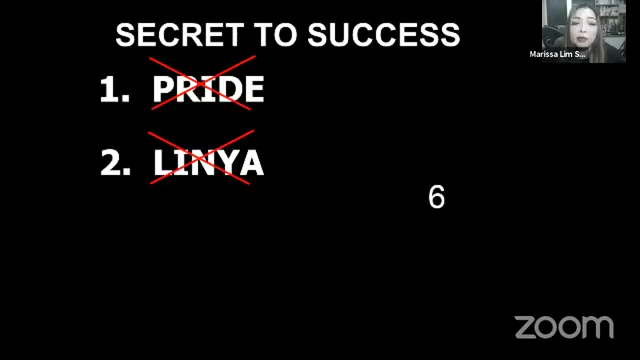 SECRET TO SUCCESS
Marissa Lim S...
1. PRIDE
2. LINYA
6
zoom